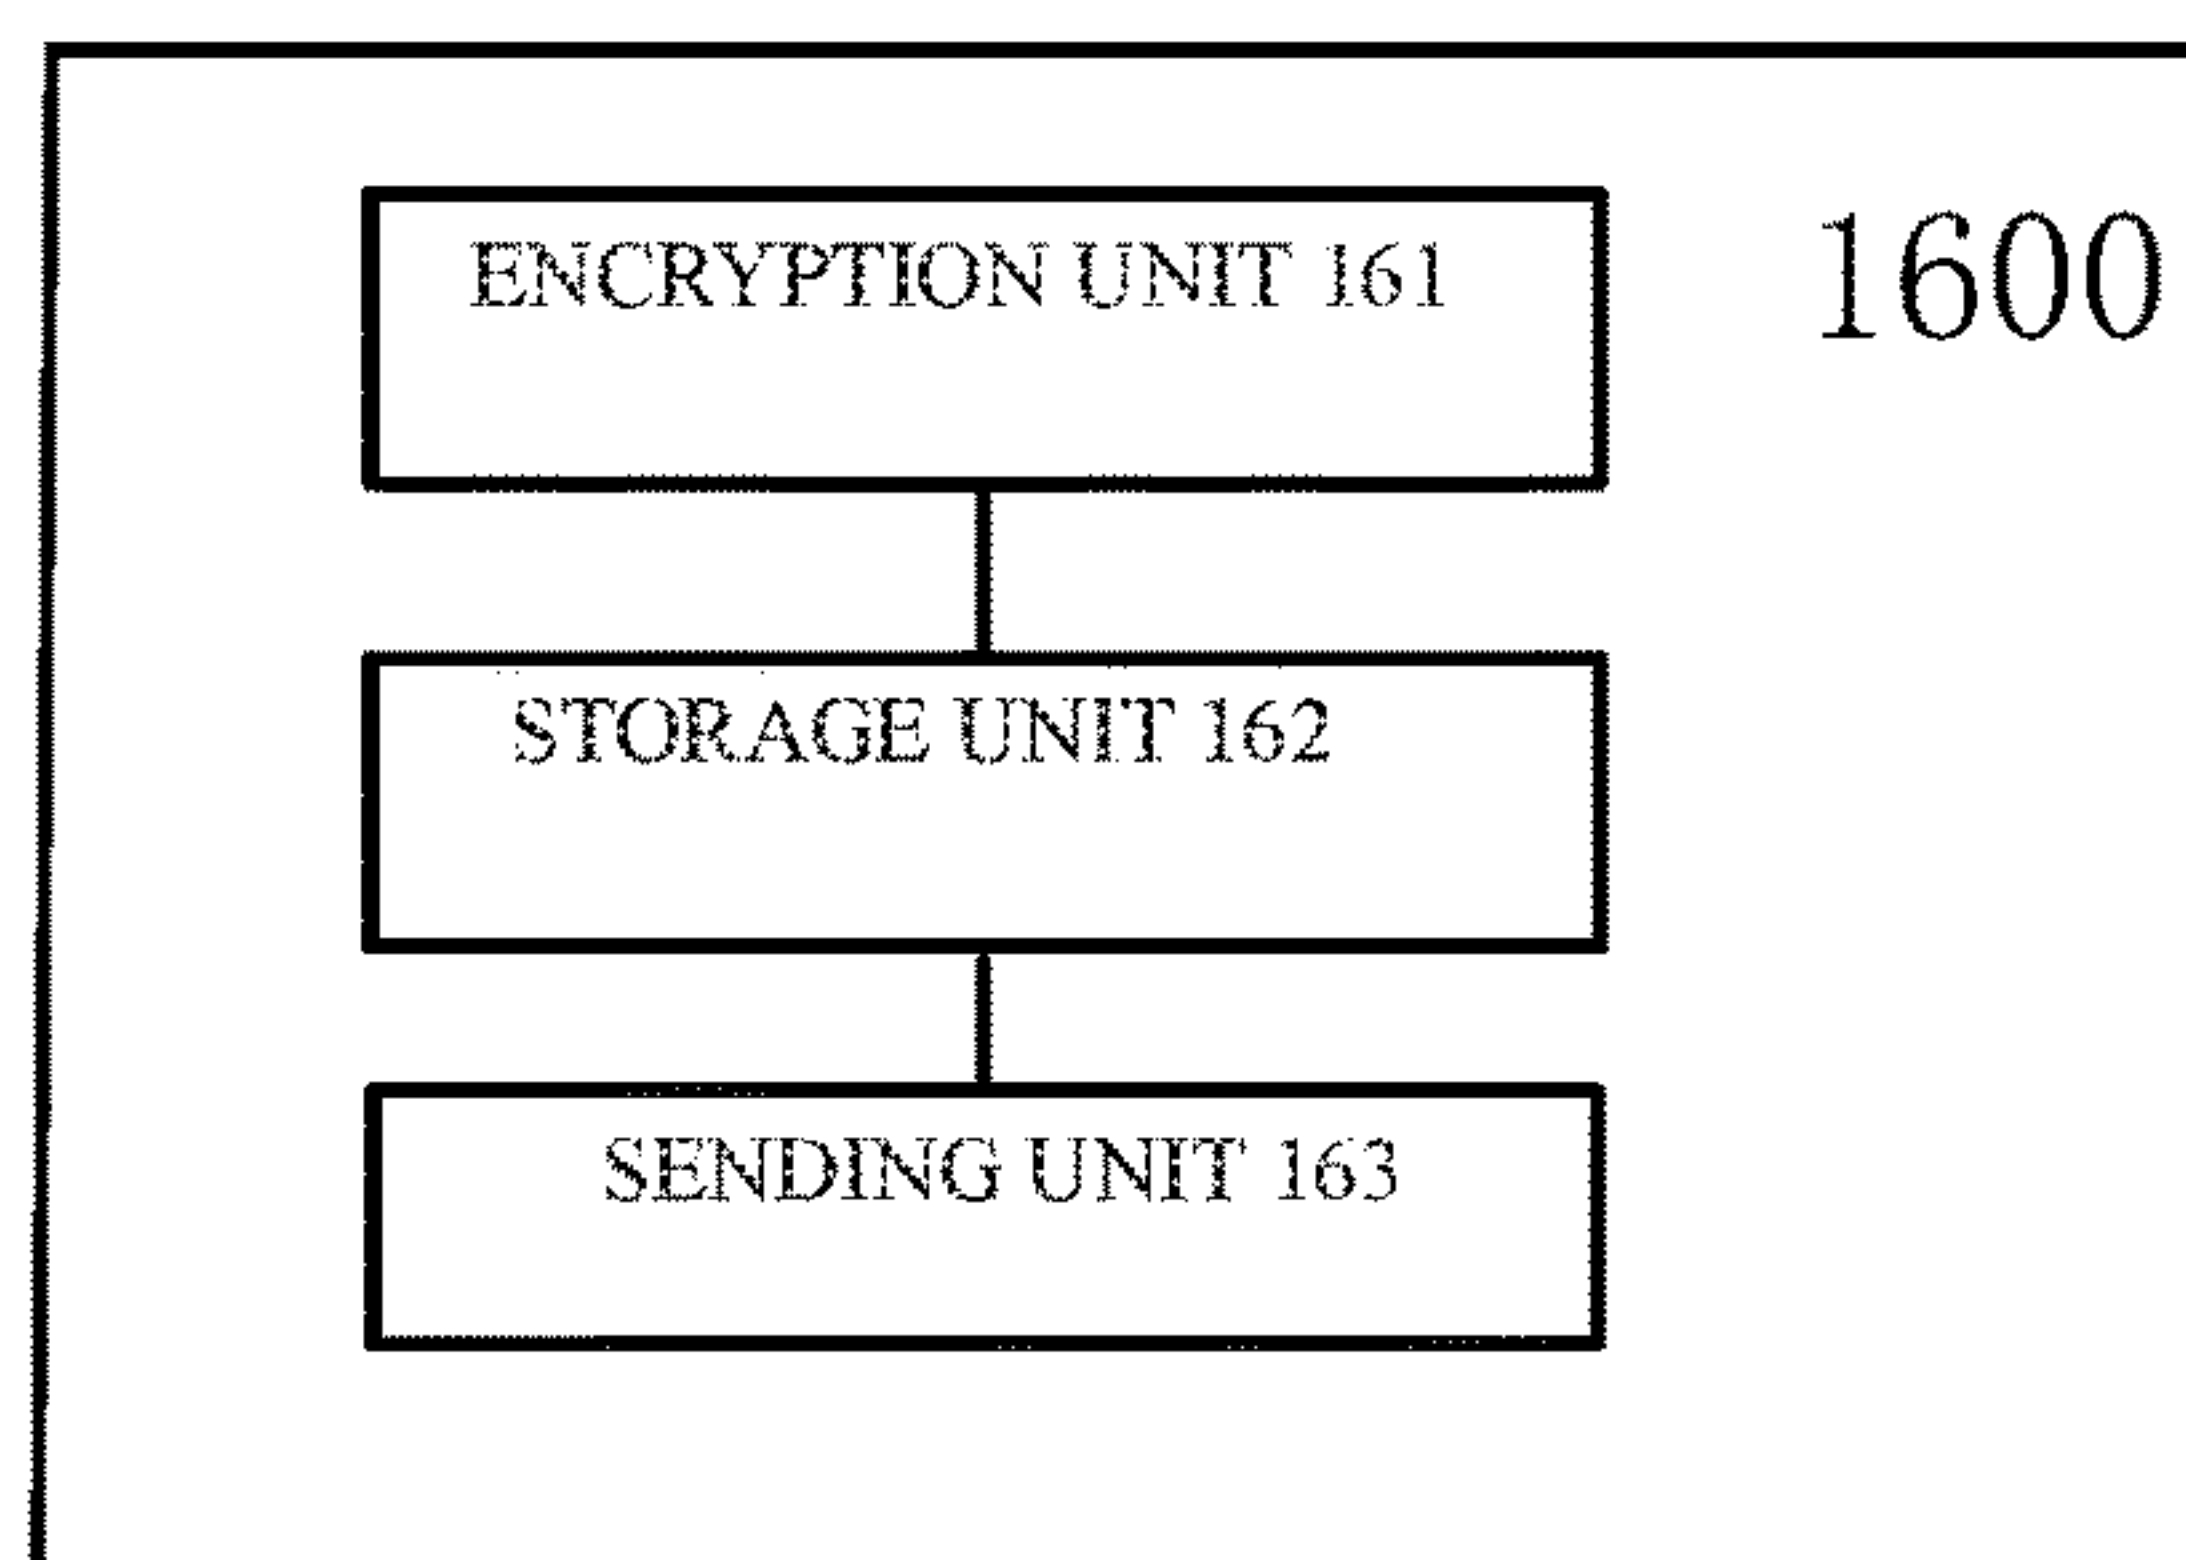 ENCRYPTION UNIT 161
1600
STORAGE UNIT 162
SENDING UNIT 163